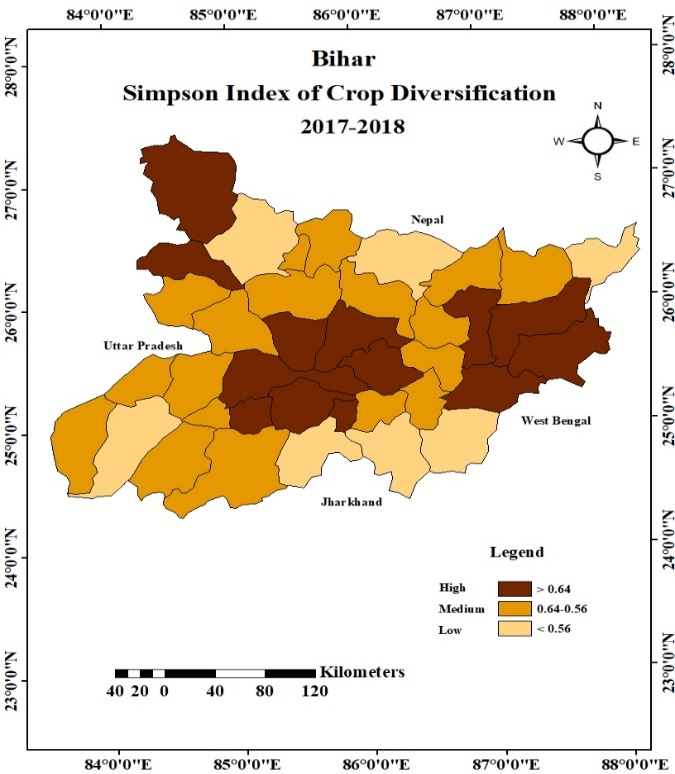 84°0'0"E 85°0'0"E 86°0'0"E 87°0'0"E 88°0'0"E
Bihar
Simpson Index of Crop Diversification
2017-2018
N
W E
S
Nepal
Uttar Pradesh
West Bengal
Jharkhand
Legend
High > 0.64
Medium 0.64-0.56
Low < 0.56
Kilometers
40 20 0 40 80 120
28°0'0"N
27°0'0"N
26°0'0"N
25°0'0"N
24°0'0"N
23°0'0"N
28°0'0"N
27°0'0"N
26°0'0"N
25°0'0"N
24°0'0"N
23°0'0"N
84°0'0"E 85°0'0"E 86°0'0"E 87°0'0"E 88°0'0"E